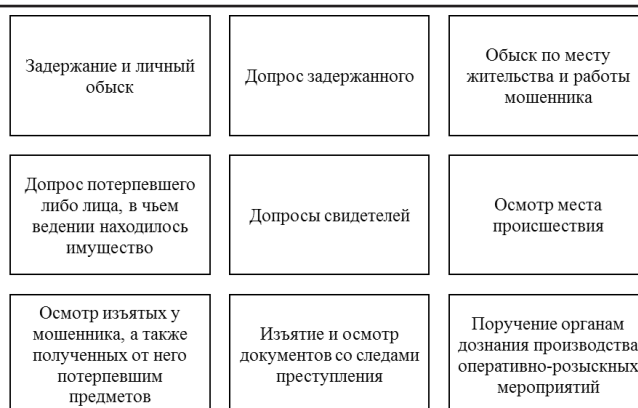 Задержание и личный
обыск
Допрос задержанного
Обыск по месту
жительства и работы
мошенника
Допрос потерпевшего
либо лица, в чьем
ведении находилось
имущество
Допросы свидетелей
Осмотр места
происшествия
Осмотр изъятых у
мошенника, а также
полученных от него
потерпевшим
предметов
Изъятие и осмотр
документов со следами
преступления
Поручение органам
дознания производства
оперативно-розыскных
мероприятий